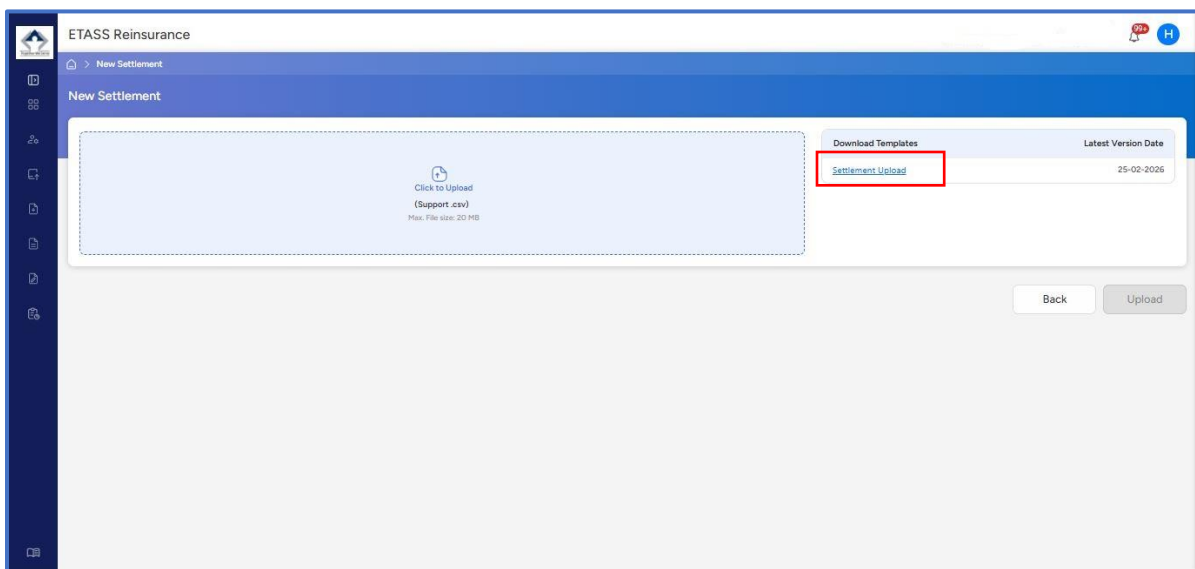 ETASS Reinsurance
99+
H
> New Settlement
New Settlement
Click to Upload
(Support .csv)
Max. File size: 20 MB
Download Templates Latest Version Date
Settlement Upload 25-02-2026
Back Upload